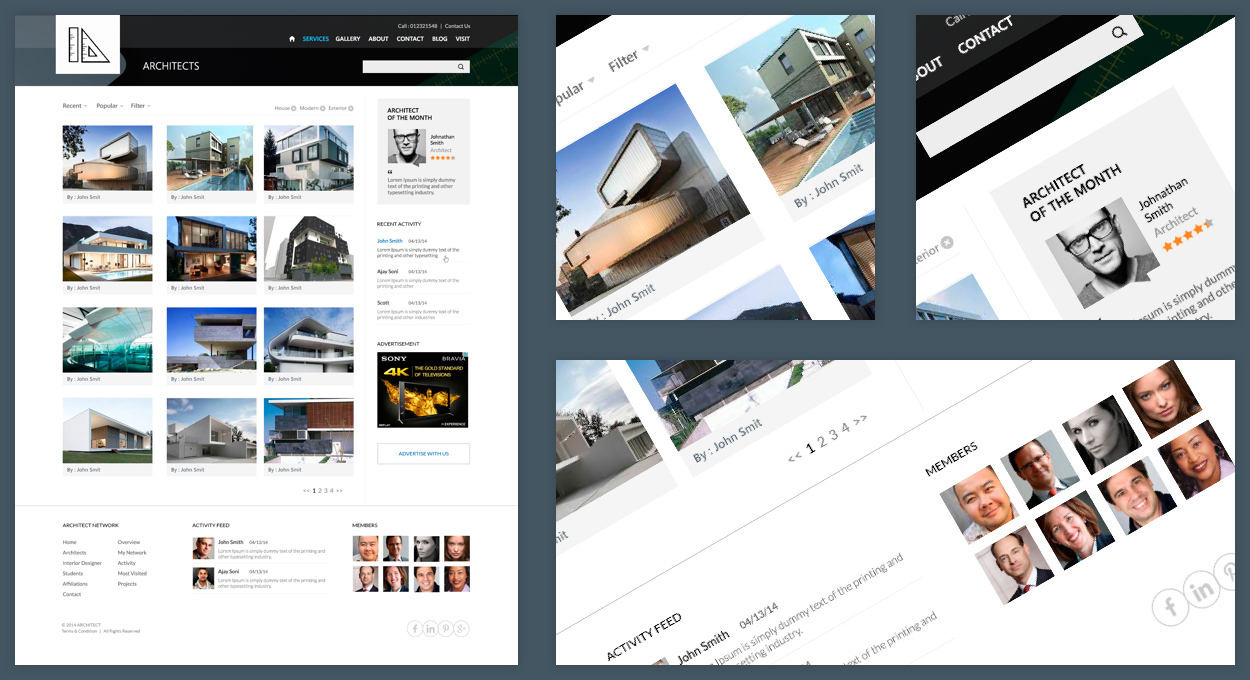 Call : 012321548 | Contact Us
SERVICES GALLERY ABOUT CONTACT BLOG VISIT
ARCHITECTS
Recent Popular Filter
House Modern Exterior
By : John Smit
By : John Smit
By : John Smit
By : John Smit
By : John Smit
By : John Smit
By : John Smit
By : John Smit
By : John Smit
By : John Smit
By : John Smit
By : John Smit
<< 1 2 3 4 >>
ARCHITECT
OF THE MONTH
Johnathan
Smith
Architect
“
Lorem Ipsum is simply dummy
text of the printing and other
typesetting industry.
RECENT ACTIVITY
John Smith 04/13/14
Lorem Ipsum is simply dummy text of the
printing and other typesetting
Ajay Soni 04/13/14
Lorem Ipsum is simply dummy text of the
printing and other
Scott 04/13/14
Lorem Ipsum is simply dummy text of the
printing and other industries
ADVERTISEMENT
SONY BRAVIA
4K THE GOLD STANDARD
OF TELEVISIONS
ADVERTISE WITH US
ARCHITECT NETWORK
Home
Architects
Interior Designer
Students
Affiliations
Contact
Overview
My Network
Activity
Most Visited
Projects
ACTIVITY FEED
John Smith 04/13/14
Lorem Ipsum is simply dummy text of the printing and
other typesetting industry.
Ajay Soni 04/13/14
Lorem Ipsum is simply dummy text of the printing and
other typesetting industry.
MEMBERS
© 2014 ARCHITECT
Terms & Condition | All Rights Reserved
f in g+
pular Filter
By : John Smit
By : John Smit
Call
OUT CONTACT
ARCHITECT
OF THE MONTH
Johnathan
Smith
Architect
erior
sum is simply dumm
inting and othe
ustry.
By : John Smit
<< 1 2 3 4 >>
mit
MEMBERS
ACTIVITY FEED
John Smith 04/13/14
Ipsum is simply dummy text of the printing and
setting industry.
xt of the printing and
f in